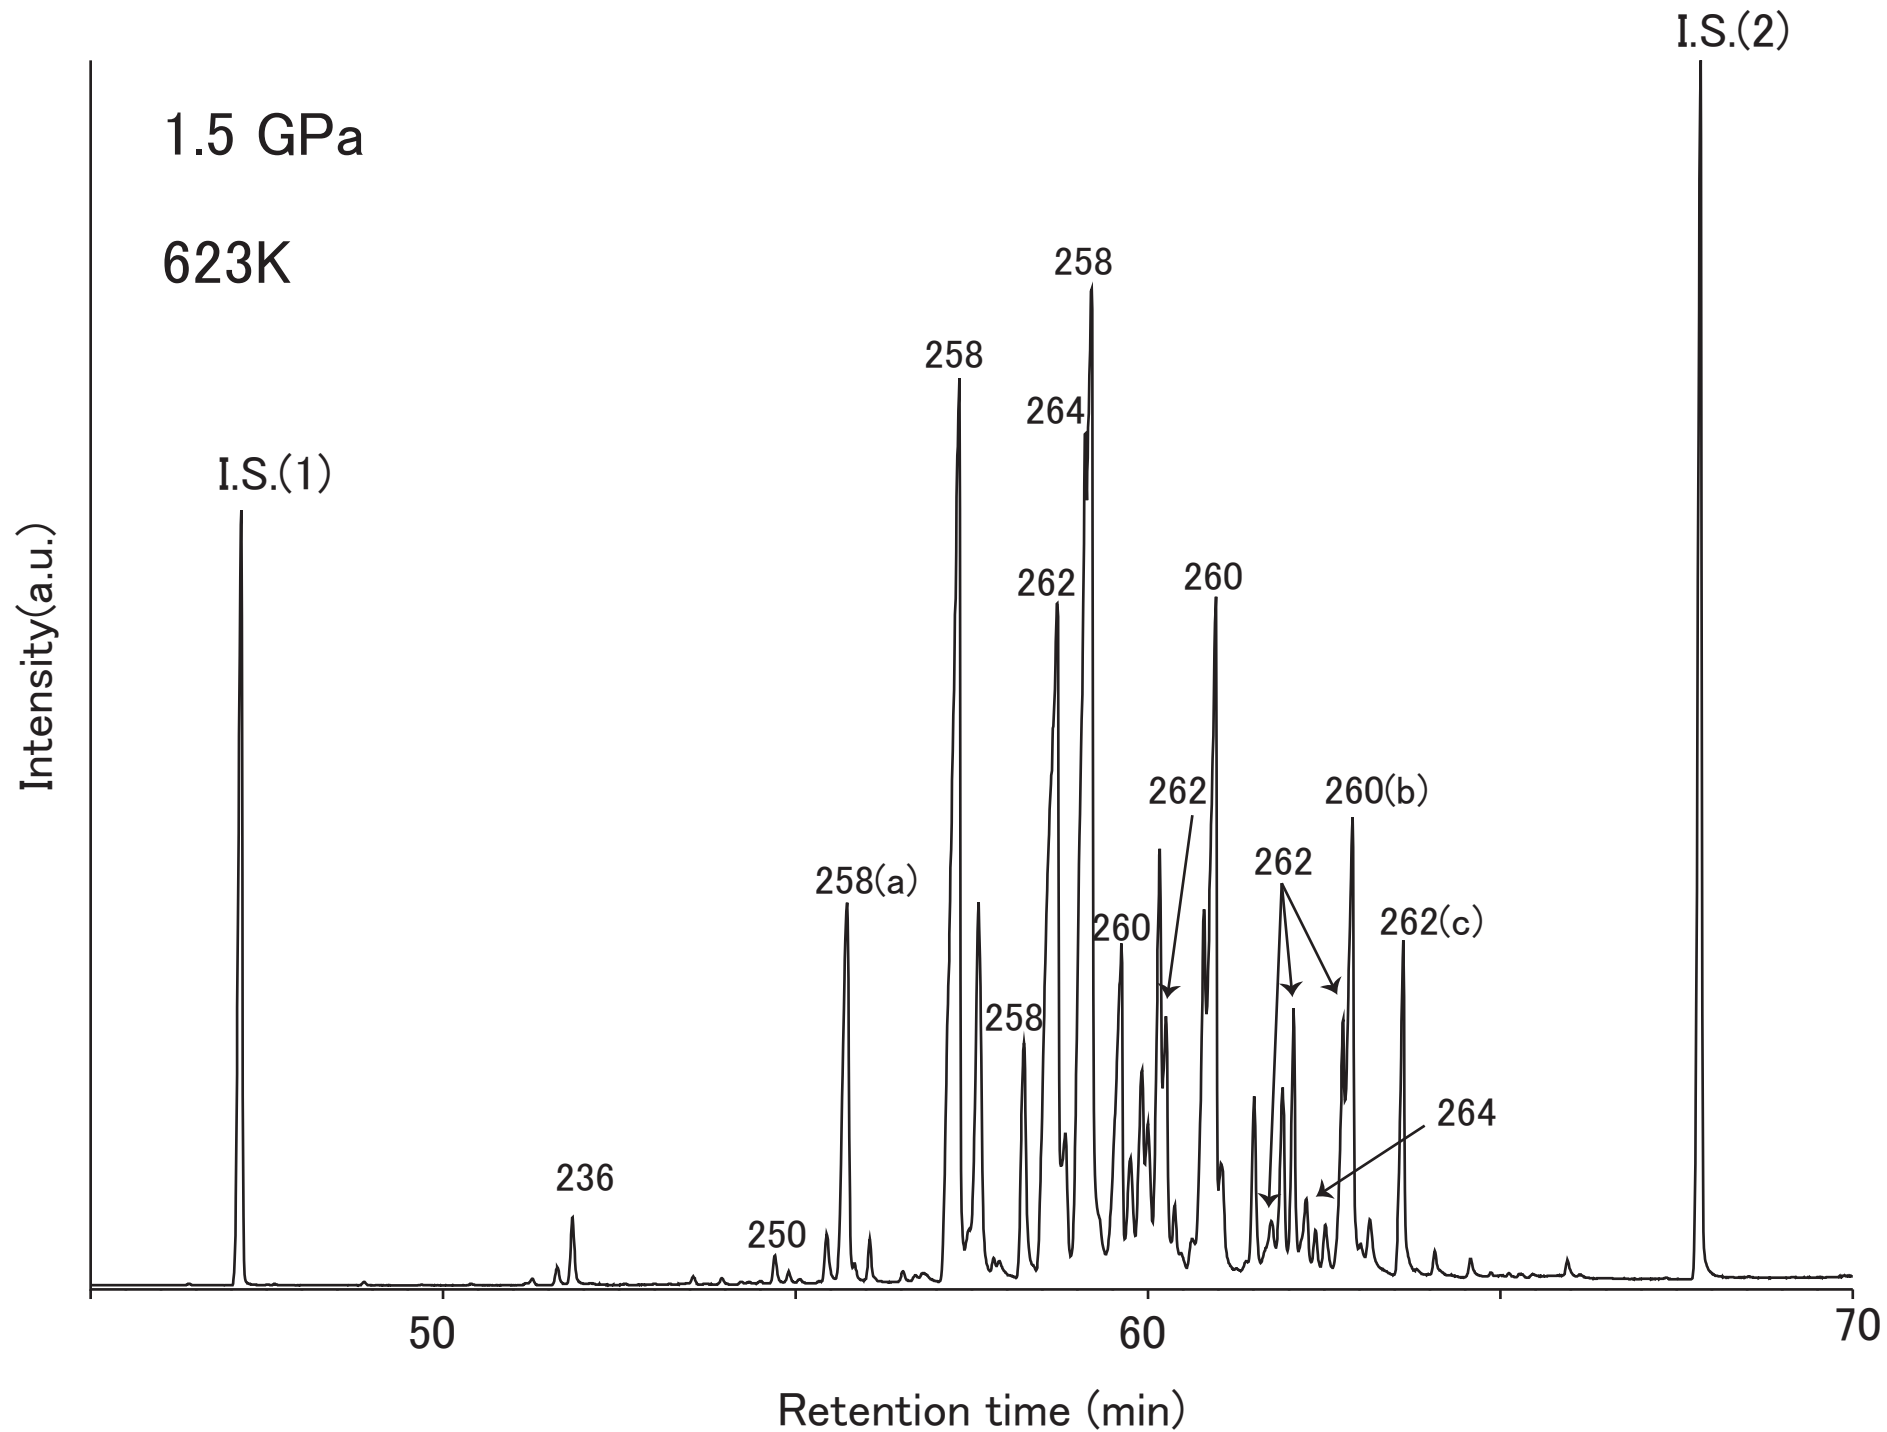 I.S.(2)
1.5 GPa
623K
258
258
264
I.S.(1)
262
260
262
260(b)
262
258(a)
260
262(c)
258
264
236
250
50
60
70
Retention time (min)
Intensity(a.u.)